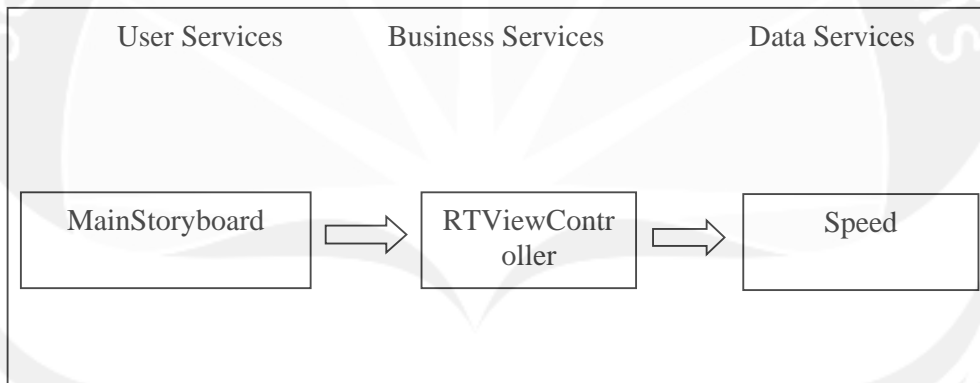 User Services Business Services Data Services
MainStoryboard
RTViewContr
oller
Speed